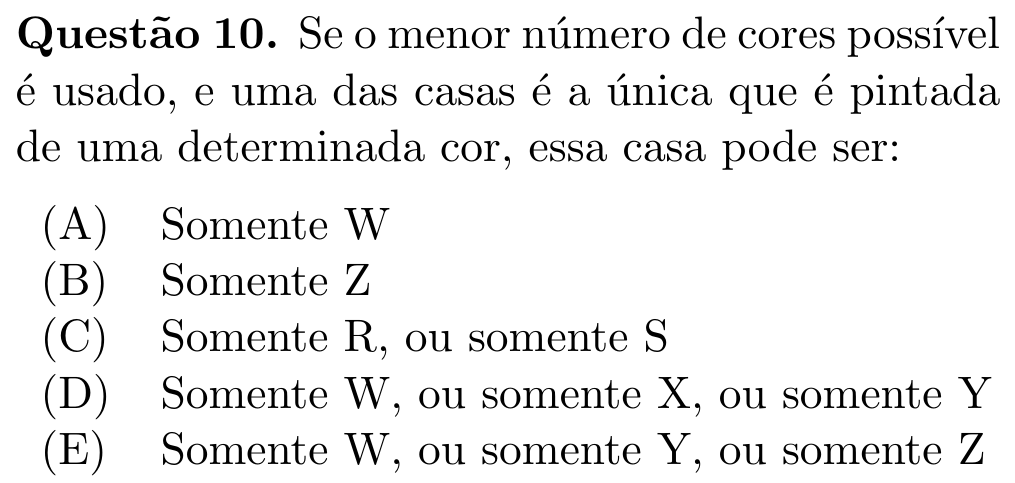 Questão 10. Se o menor número de cores possível
é usado, e uma das casas é a única que é pintada
de uma determinada cor, essa casa pode ser:
(A) Somente W
(B) Somente Z
(C) Somente R, ou somente S
(D) Somente W, ou somente X, ou somente Y
(E) Somente W, ou somente Y, ou somente Z